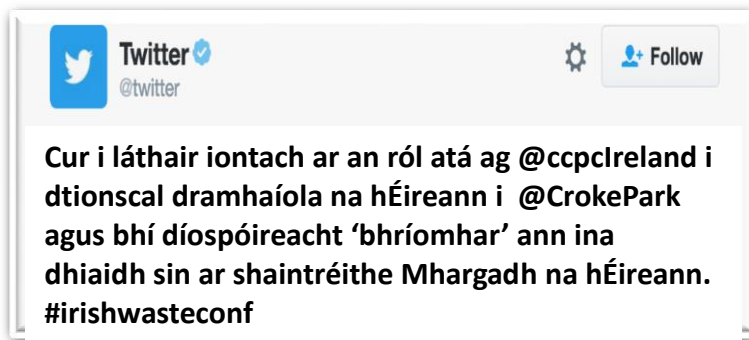 Twitter
@twitter
Follow
Cur i láthair iontach ar an ról atá ag @ccpcIreland i
dtionscal dramhaíola na hÉireann i @CrokePark
agus bhí díospóireacht ‘bhríomhar’ ann ina
dhiaidh sin ar shaintréithe Mhargadh na hÉireann.
#irishwasteconf